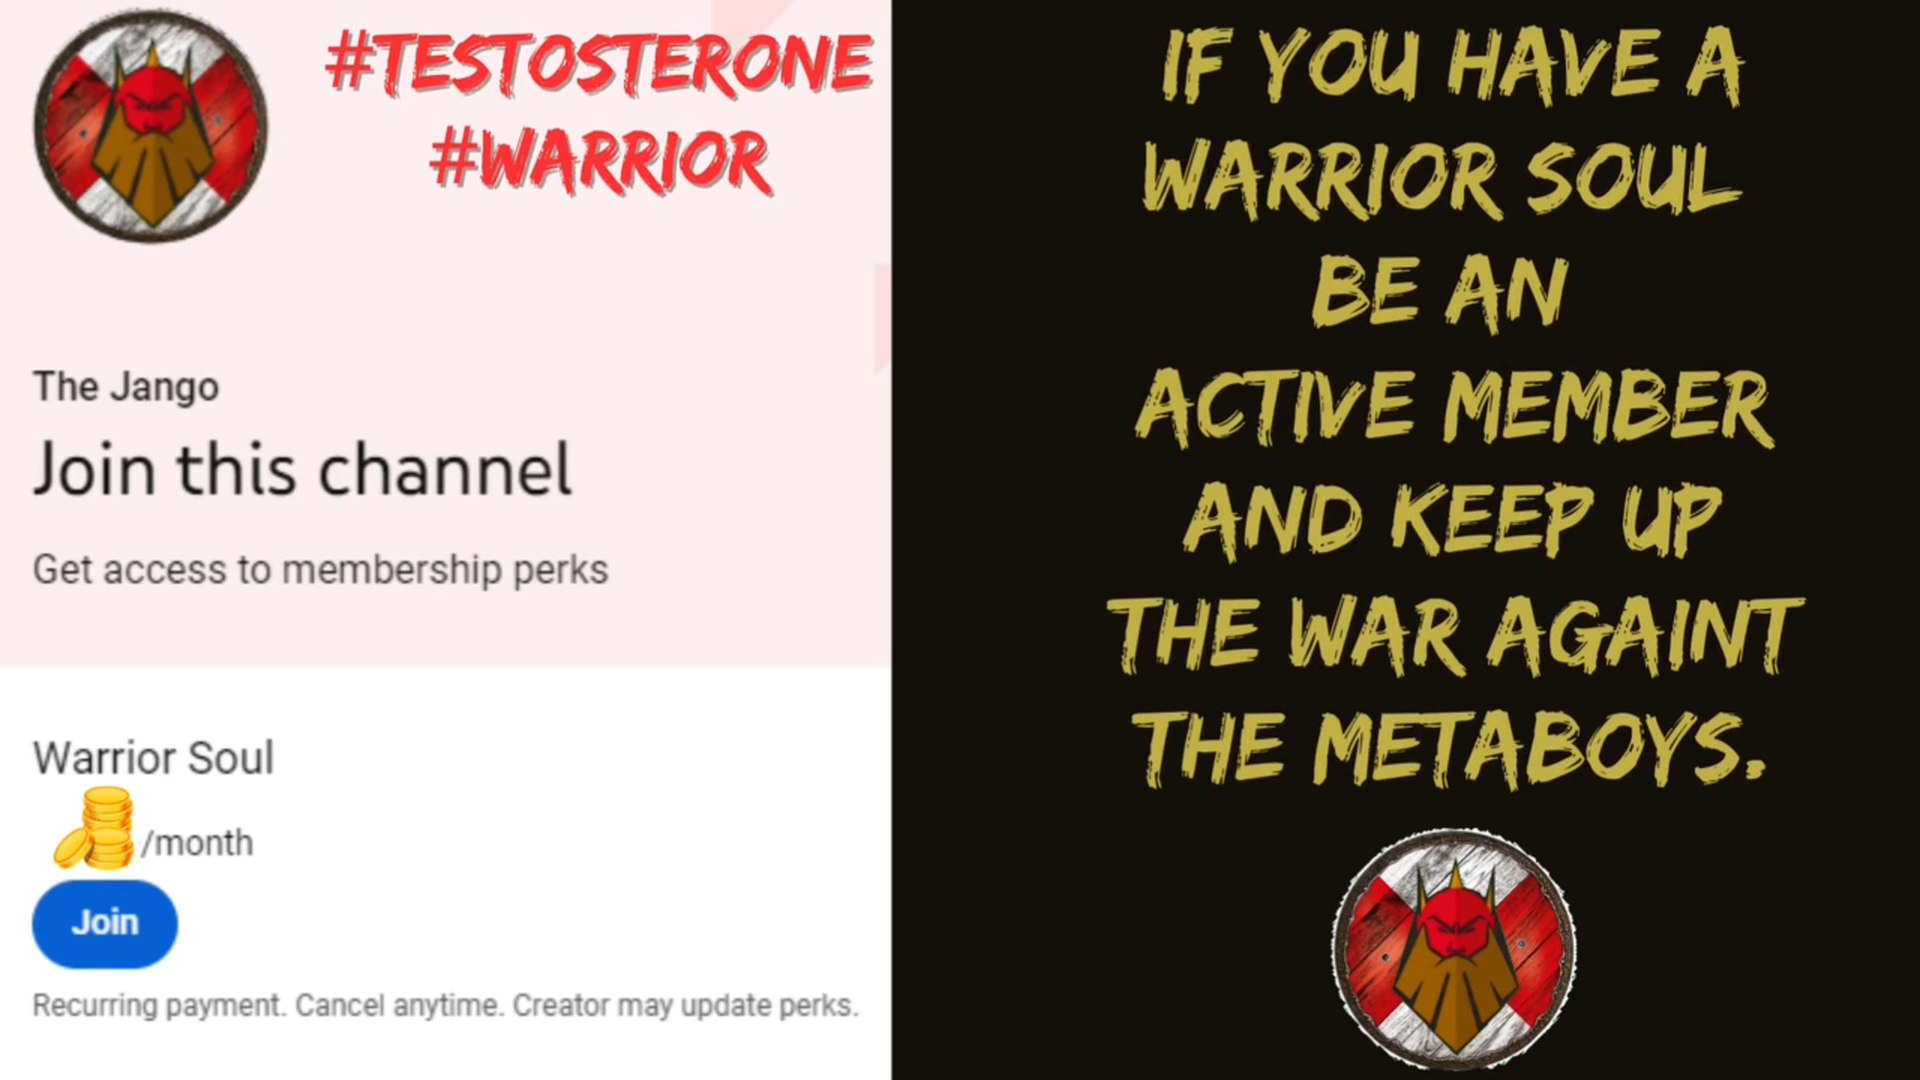 #TESTOSTERONE
#WARRIOR
The Jango
Join this channel
Get access to membership perks
Warrior Soul
/month
Join
Recurring payment. Cancel anytime. Creator may update perks.
IF YOU HAVE A
WARRIOR SOUL
BE AN
ACTIVE MEMBER
AND KEEP UP
THE WAR AGAINT
THE METABOYS.